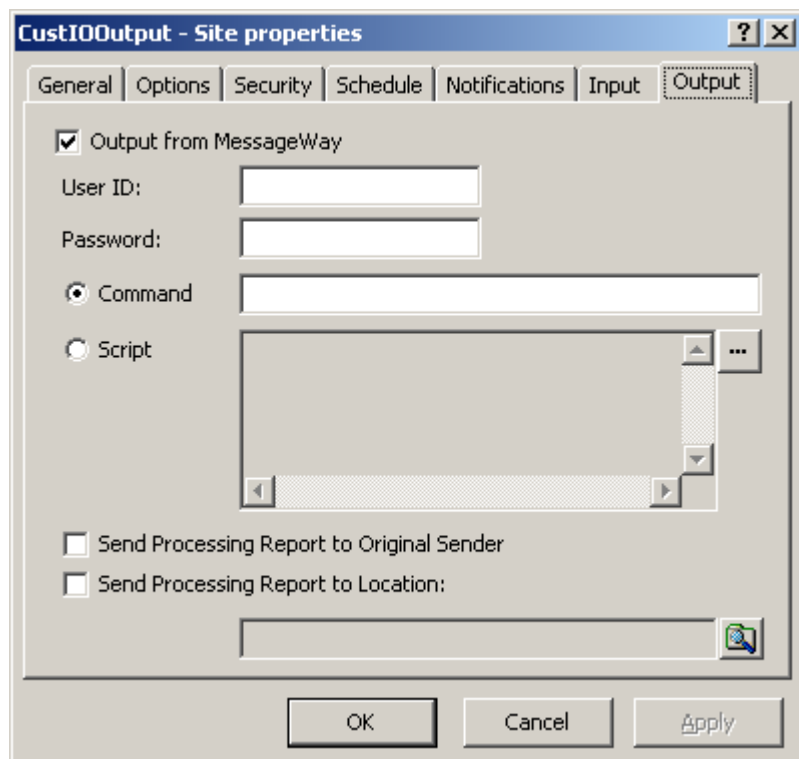 CustIOOutput - Site properties
General Options Security Schedule Notifications Input Output
Output from MessageWay
User ID:
Password:
Command
Script
...
Send Processing Report to Original Sender
Send Processing Report to Location:
OK Cancel Apply